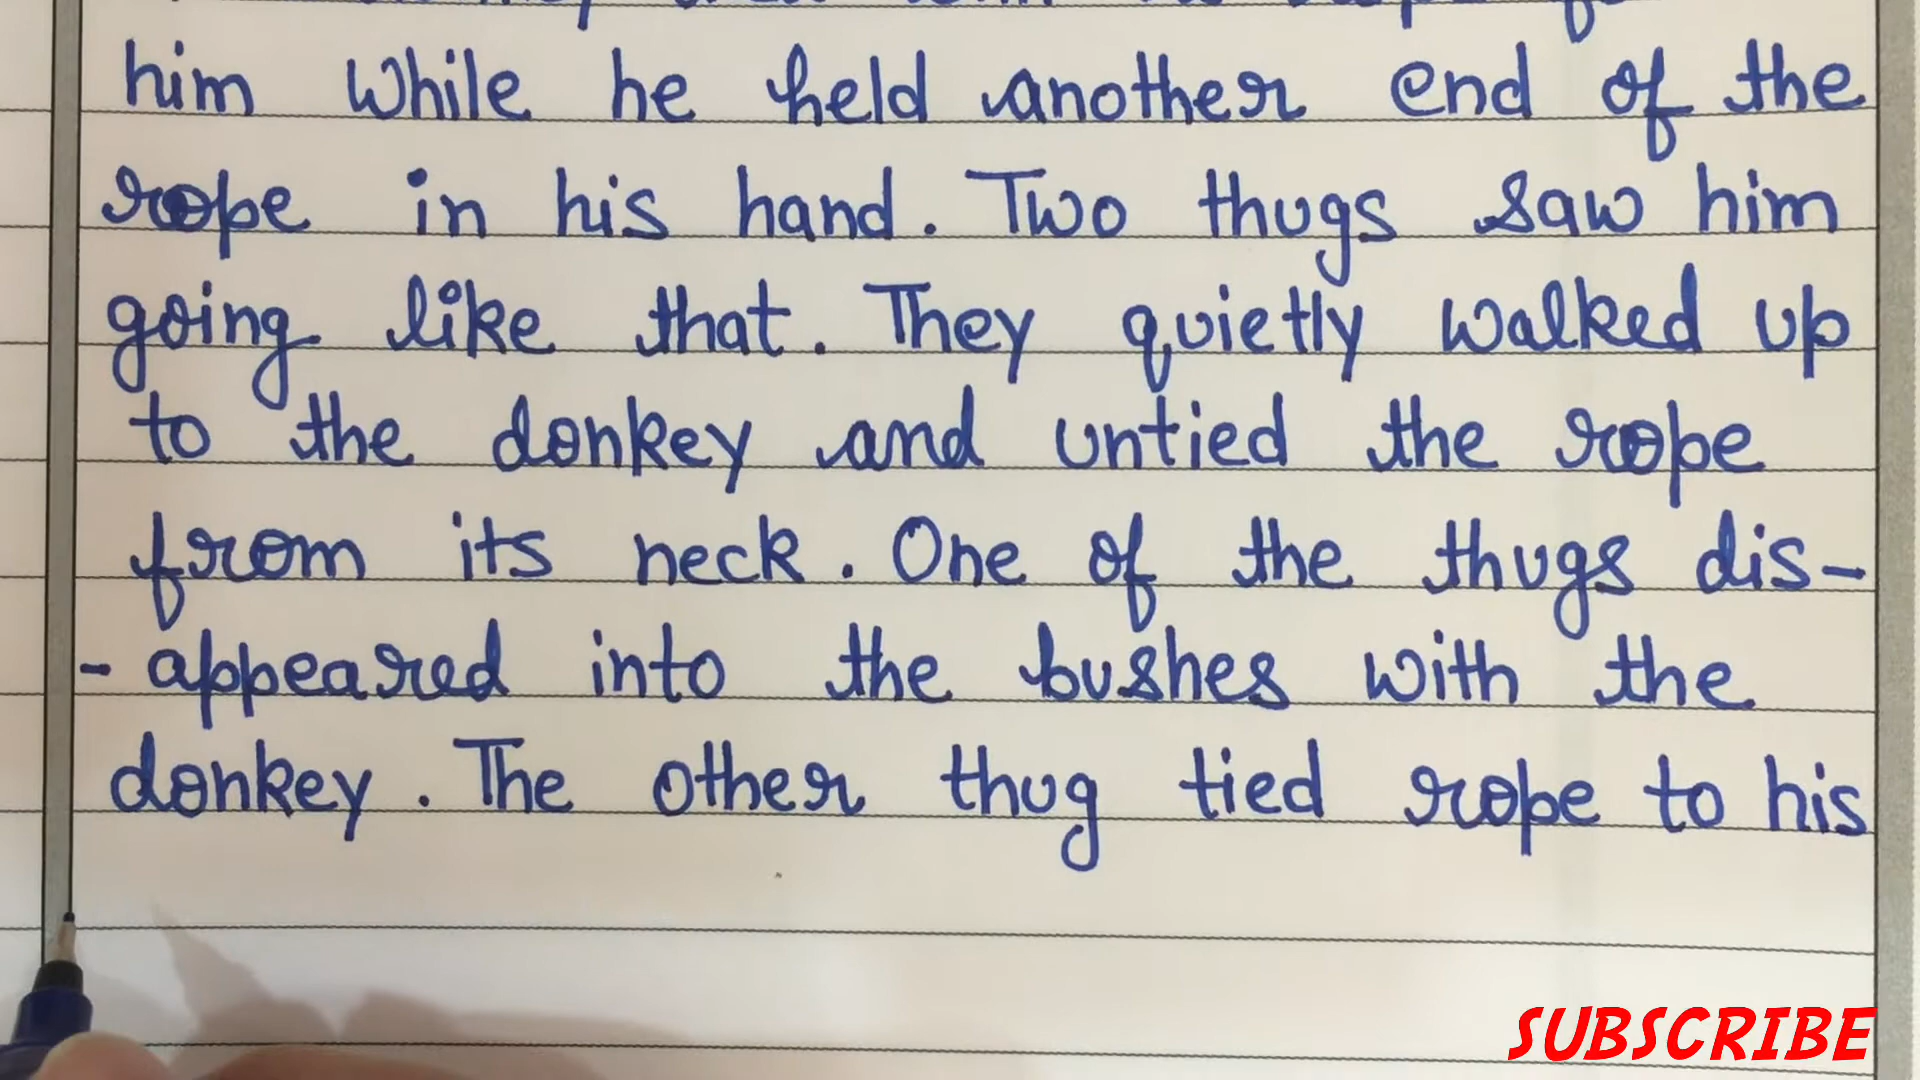 him while he held another end of the
rope in his hand. Two thugs saw him
going like that. They quietly walked up
to the donkey and untied the rope
from its neck. One of the thugs dis-
- appeared into the bushes with the
donkey. The other thug tied rope to his
SUBSCRIBE